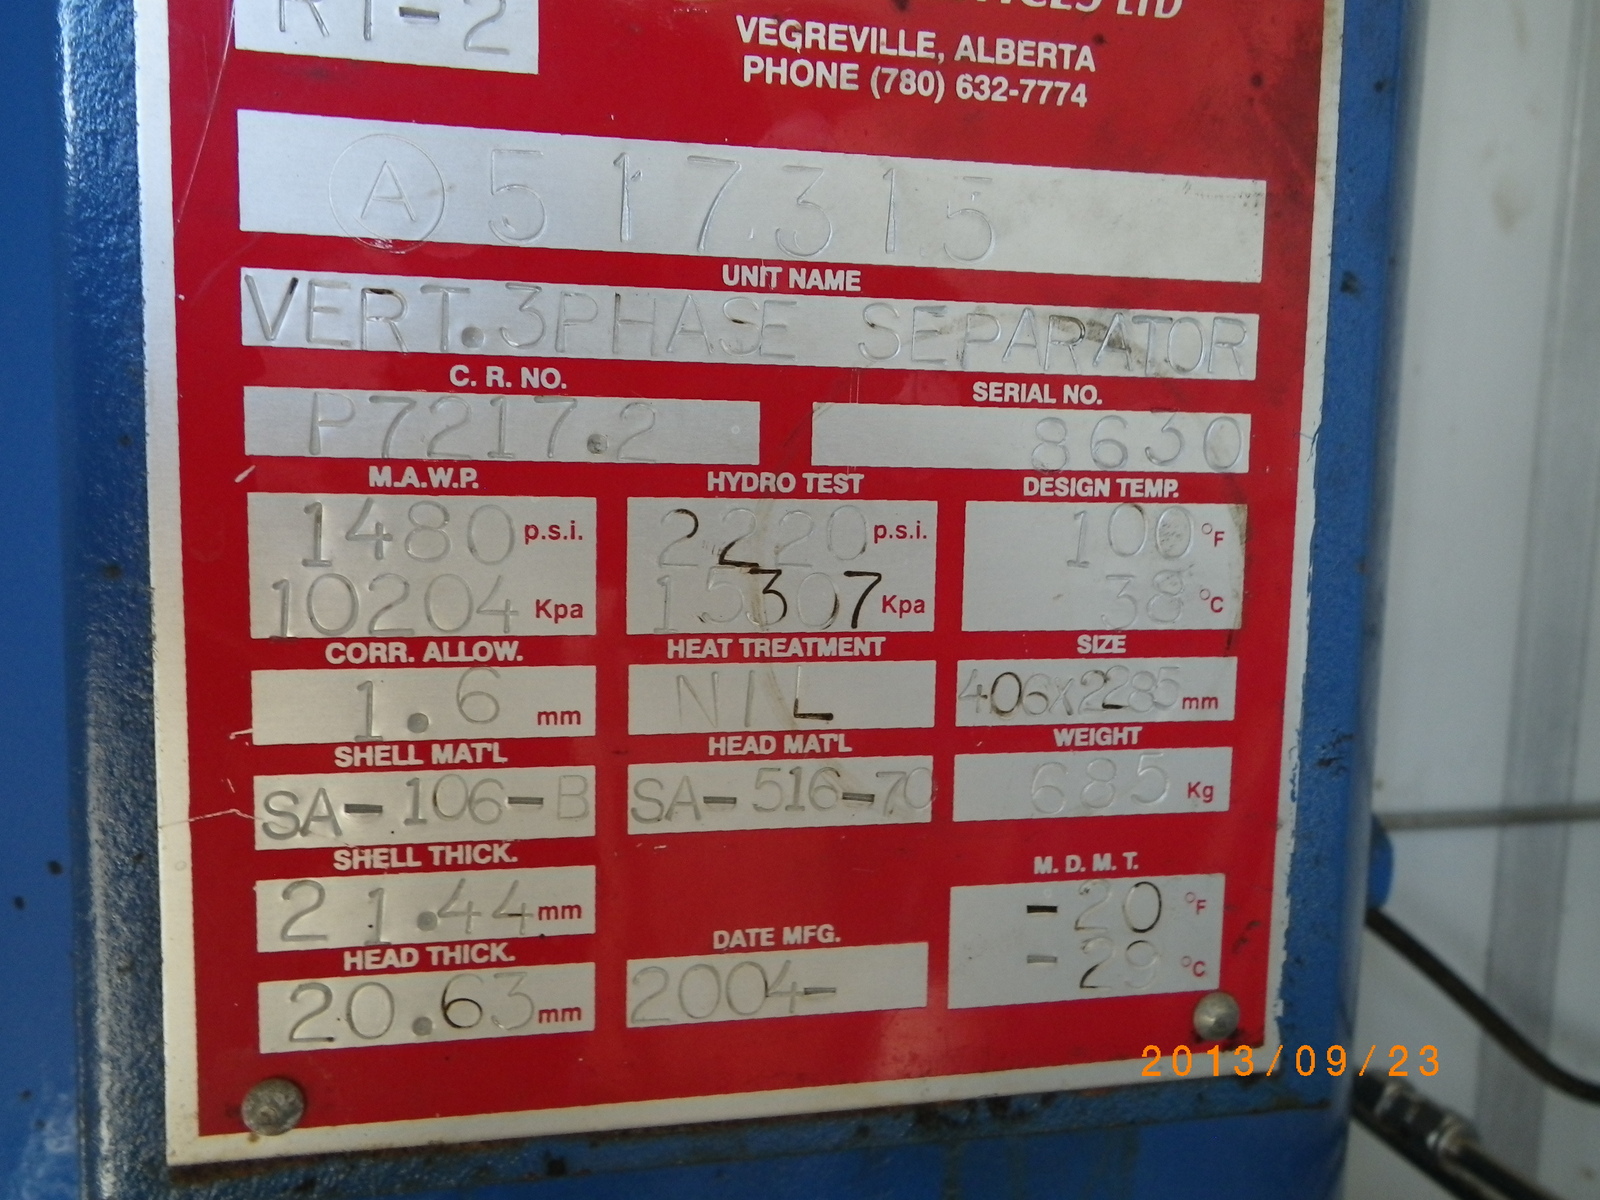 RT-2
LTD
VEGREVILLE, ALBERTA
PHONE (780) 632-7774
A 517315
UNIT NAME
VERT. 3PHASE SEPARATOR
C. R. NO. SERIAL NO.
P7217.2 8630
M.A.W.P. HYDRO TEST DESIGN TEMP.
1480 p.s.i. 2220 p.s.i. 100 °F
10204 Kpa 15307 Kpa 38 °C
CORR. ALLOW. HEAT TREATMENT SIZE
1.6 mm NIL 406X2285 mm
SHELL MAT'L HEAD MAT'L WEIGHT
SA-106-B SA-516-70 685 Kg
SHELL THICK. M. D. M. T.
21.44 mm -20 °F
HEAD THICK. DATE MFG. -29 °C
20.63 mm 2004-
2013/09/23